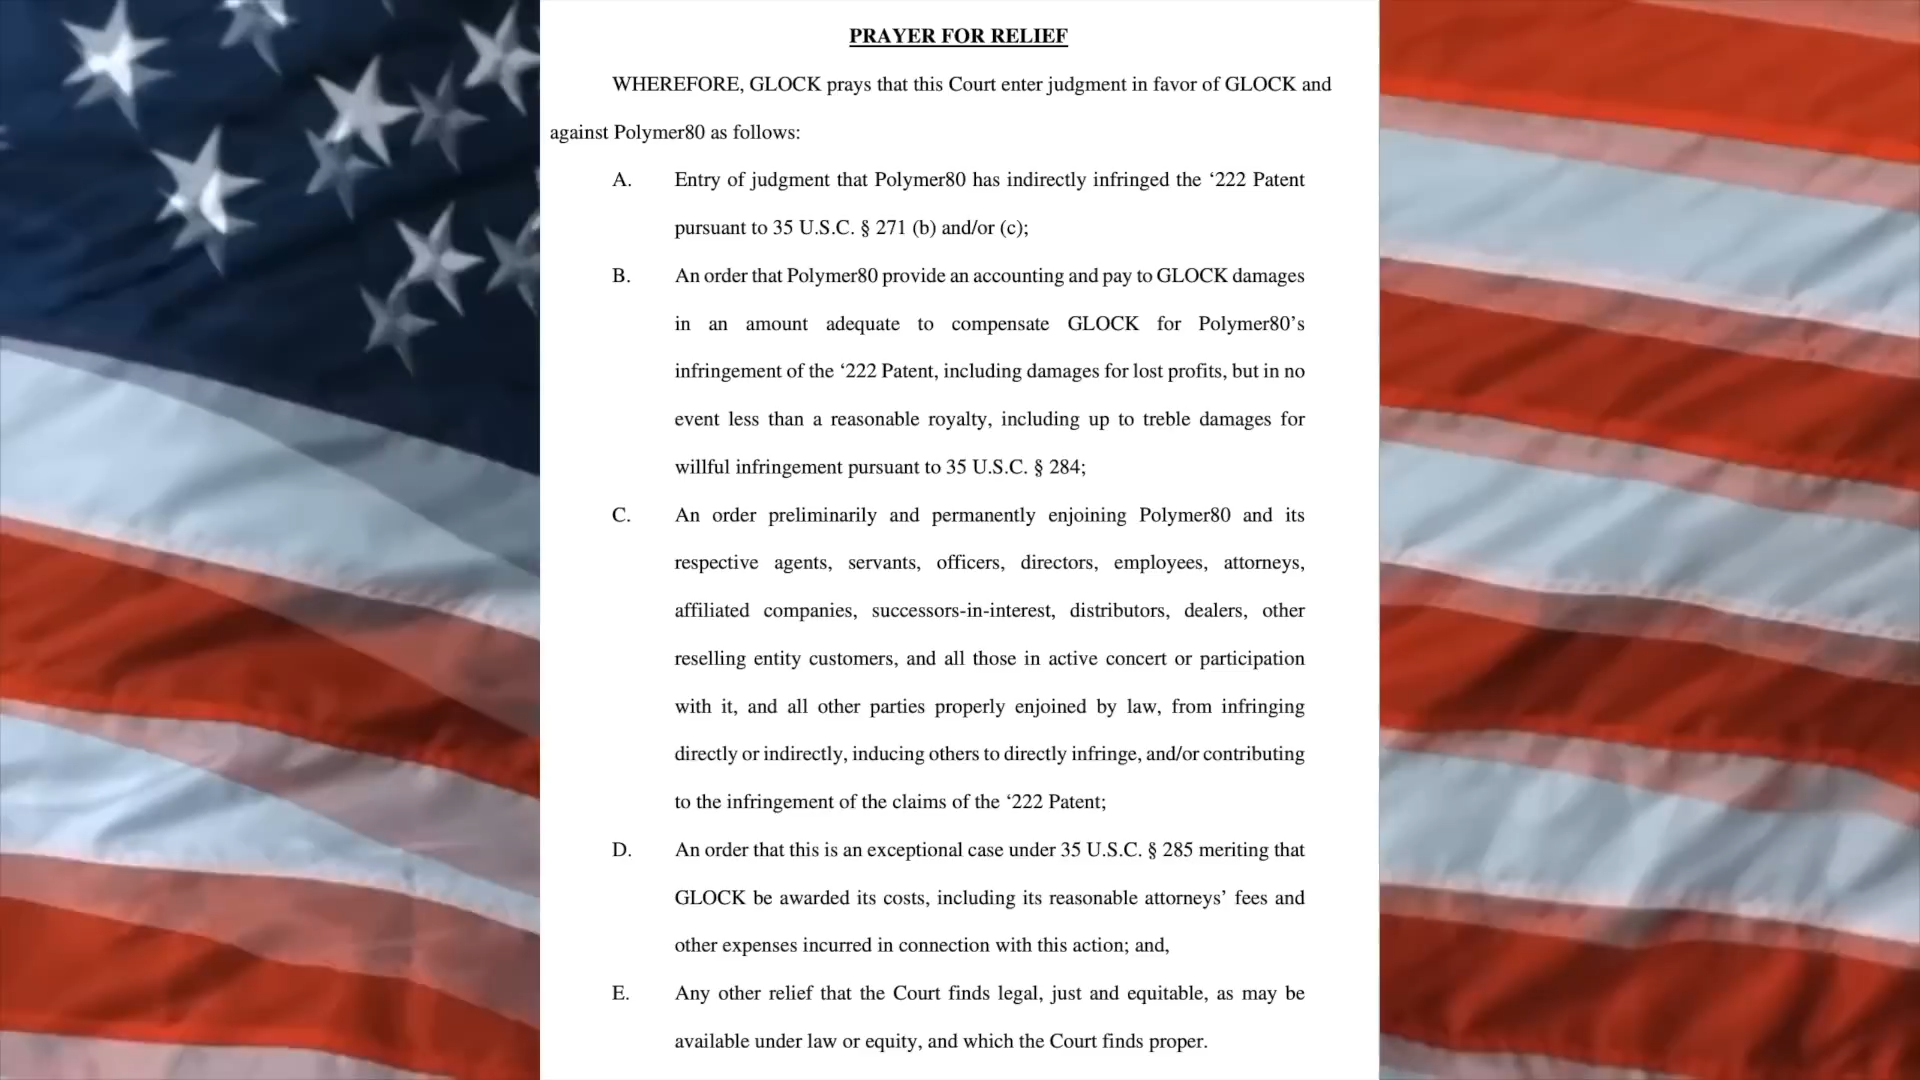 PRAYER FOR RELIEF
WHEREFORE, GLOCK prays that this Court enter judgment in favor of GLOCK and
against Polymer80 as follows:
A. Entry of judgment that Polymer80 has indirectly infringed the ‘222 Patent
pursuant to 35 U.S.C. § 271 (b) and/or (c);
B. An order that Polymer80 provide an accounting and pay to GLOCK damages
in an amount adequate to compensate GLOCK for Polymer80’s
infringement of the ‘222 Patent, including damages for lost profits, but in no
event less than a reasonable royalty, including up to treble damages for
willful infringement pursuant to 35 U.S.C. § 284;
C. An order preliminarily and permanently enjoining Polymer80 and its
respective agents, servants, officers, directors, employees, attorneys,
affiliated companies, successors-in-interest, distributors, dealers, other
reselling entity customers, and all those in active concert or participation
with it, and all other parties properly enjoined by law, from infringing
directly or indirectly, inducing others to directly infringe, and/or contributing
to the infringement of the claims of the ‘222 Patent;
D. An order that this is an exceptional case under 35 U.S.C. § 285 meriting that
GLOCK be awarded its costs, including its reasonable attorneys’ fees and
other expenses incurred in connection with this action; and,
E. Any other relief that the Court finds legal, just and equitable, as may be
available under law or equity, and which the Court finds proper.